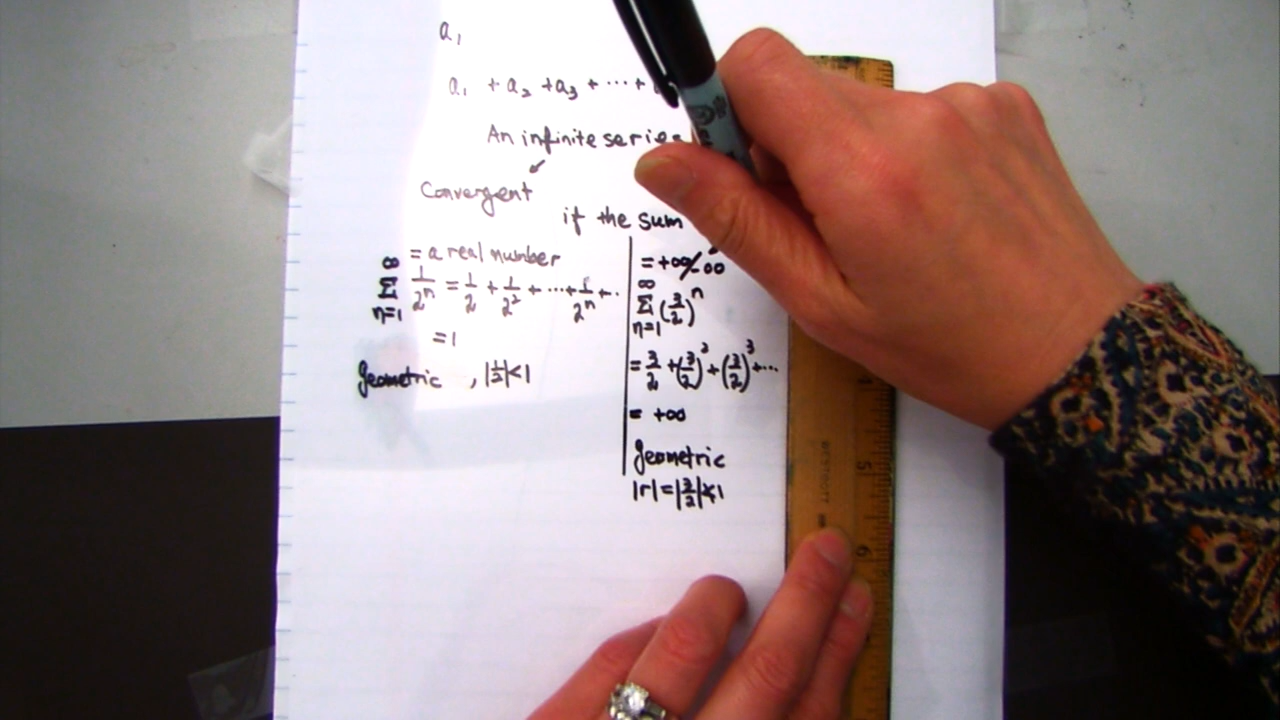 a₁
a₁ + a₂ + a₃ + ⋯ +
An infinite series
Convergent
if the sum
= a real number
∞
Σ 1/2ⁿ = 1/2 + 1/2² + ⋯ + 1/2ⁿ + ⋯
n=1
= 1
Geometric , |1/2| < 1
= +∞/-∞
∞
Σ (3/2)ⁿ
n=1
= 3/2 + (3/2)² + (3/2)³ + ⋯
= +∞
Geometric
|r| = |3/2| ≮ 1
5
6